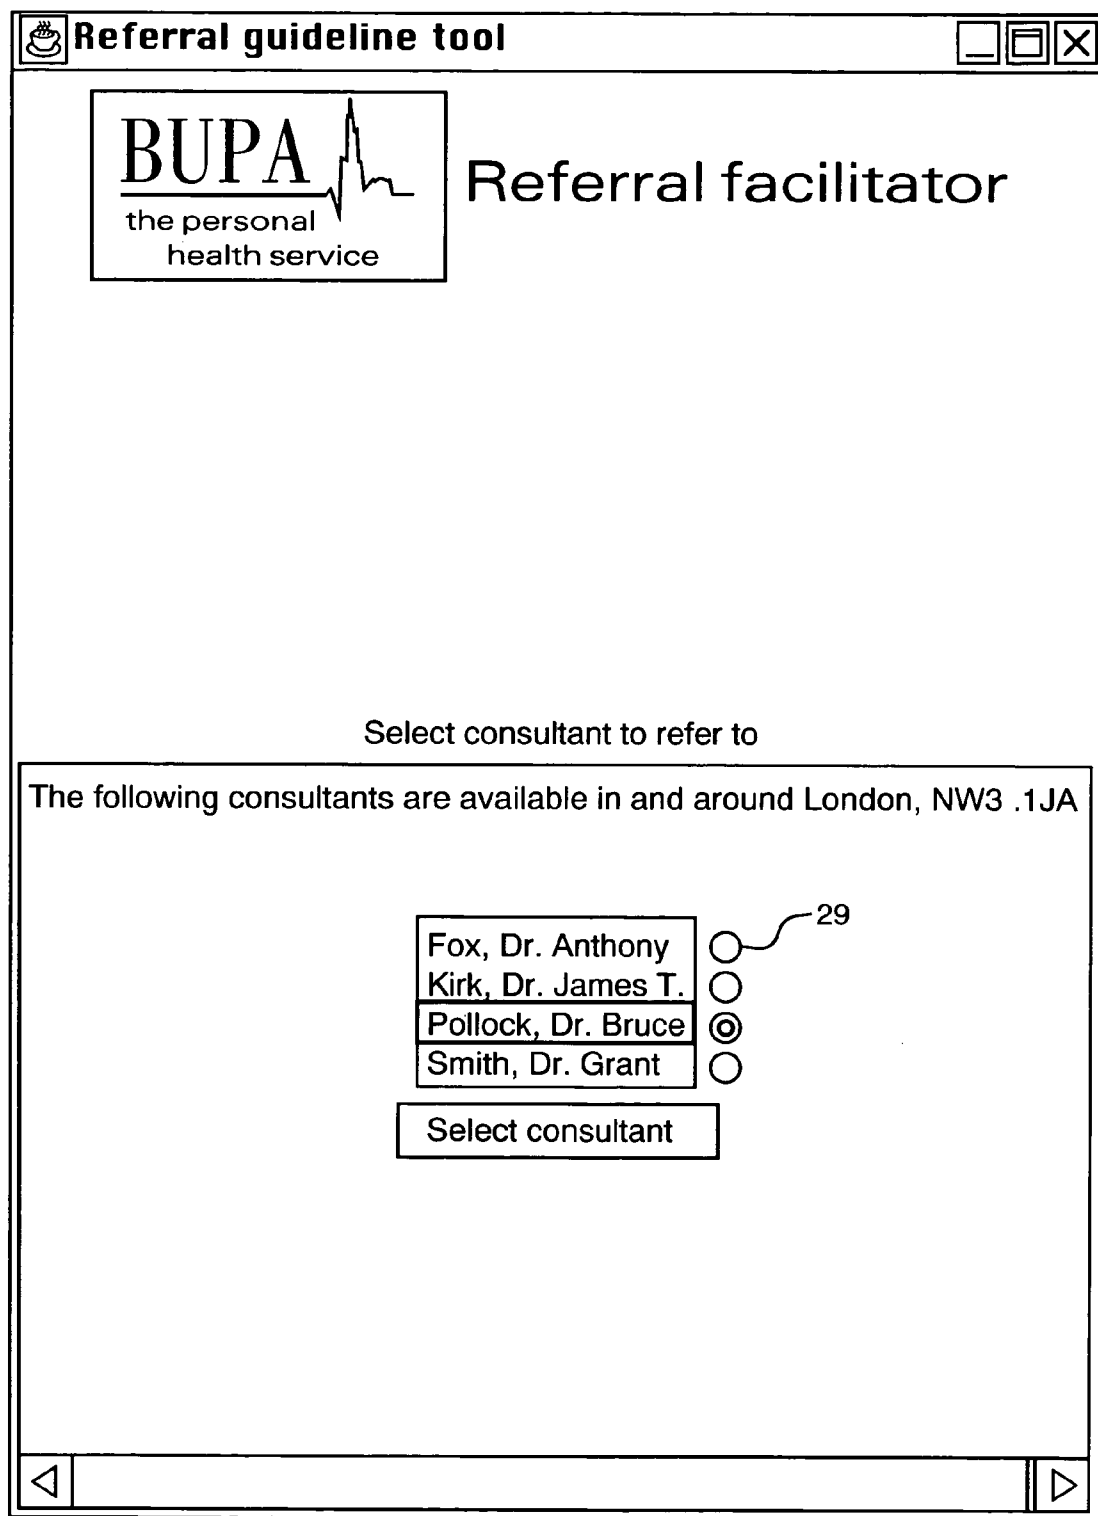 Referral guideline tool
BUPA
the personal
health service
Referral facilitator
Select consultant to refer to
The following consultants are available in and around London, NW3 .1JA
29
Fox, Dr. Anthony
Kirk, Dr. James T.
Pollock, Dr. Bruce
Smith, Dr. Grant
Select consultant